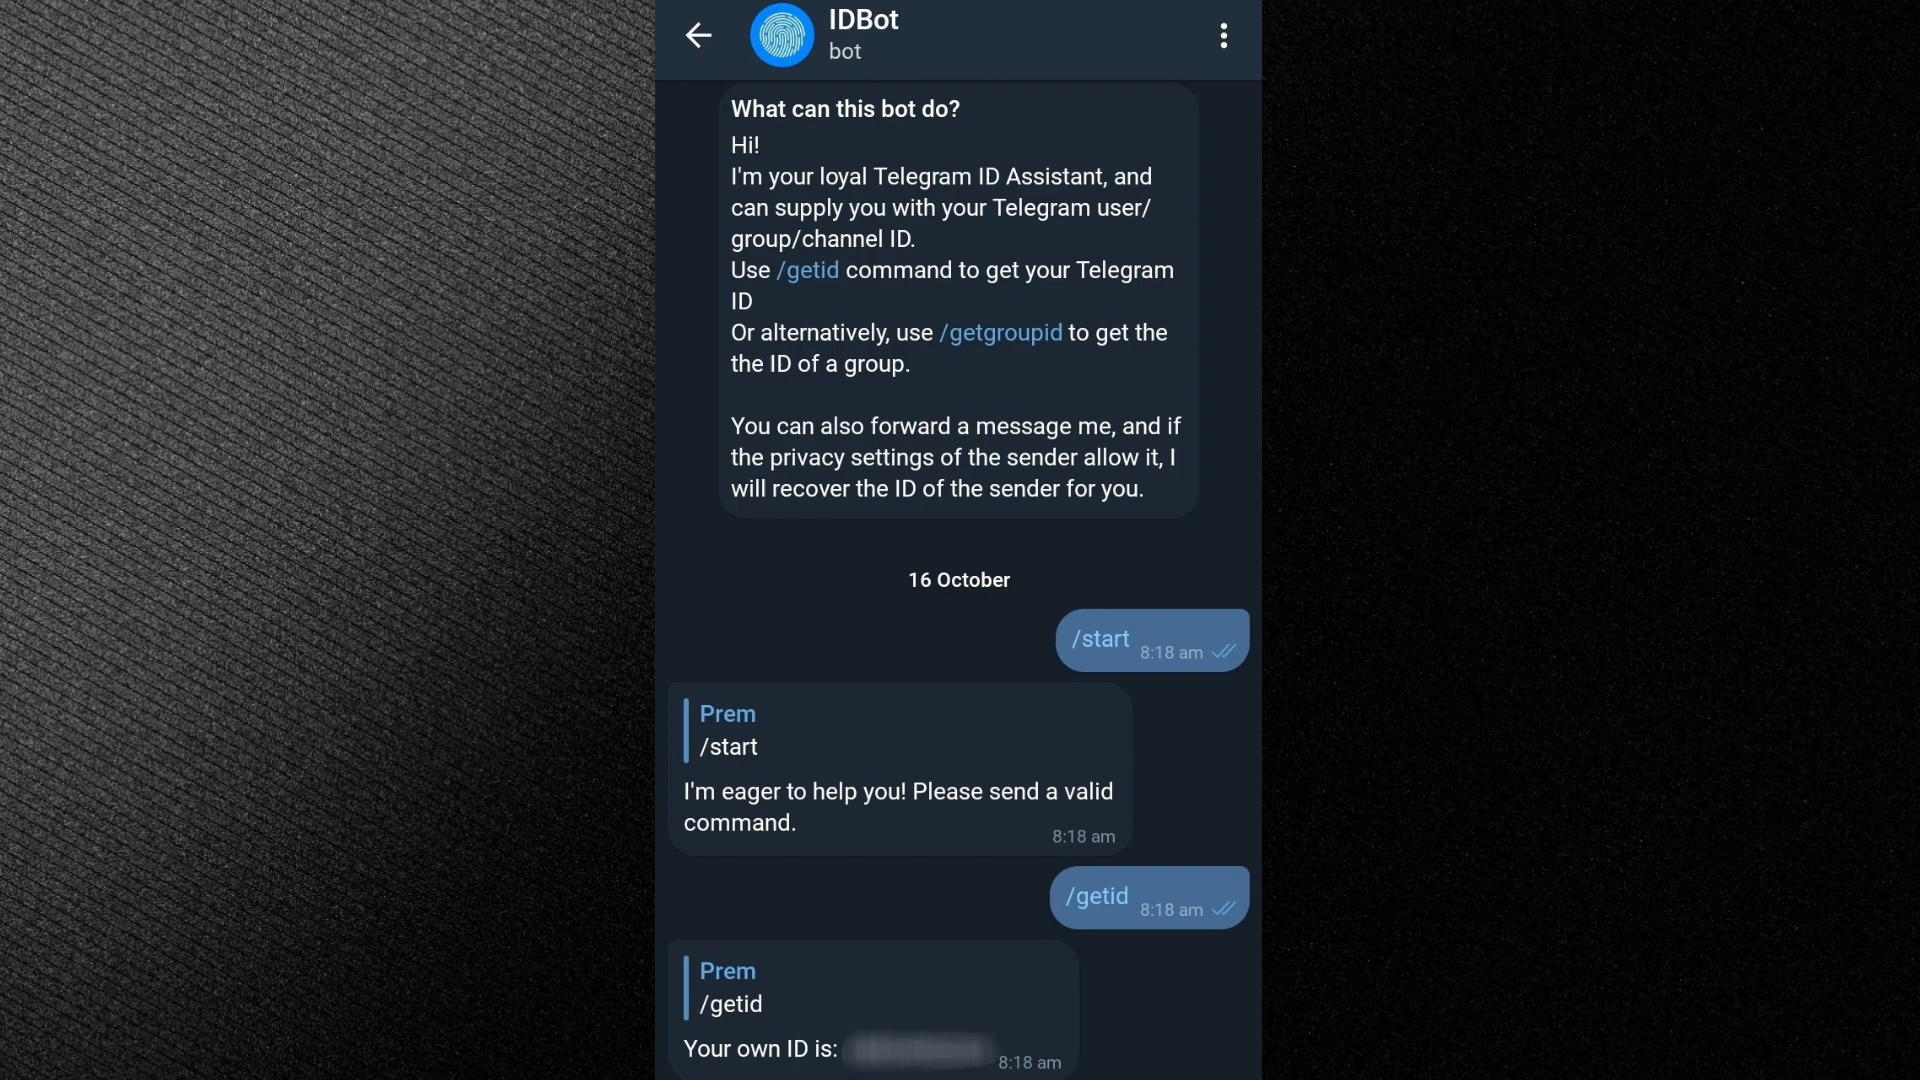 IDBot
bot
What can this bot do?
Hi!
I'm your loyal Telegram ID Assistant, and
can supply you with your Telegram user/
group/channel ID.
Use /getid command to get your Telegram
ID
Or alternatively, use /getgroupid to get the
the ID of a group.
You can also forward a message me, and if
the privacy settings of the sender allow it, I
will recover the ID of the sender for you.
16 October
/start 8:18 am
Prem
/start
I'm eager to help you! Please send a valid
command.
8:18 am
/getid 8:18 am
Prem
/getid
Your own ID is: 8:18 am